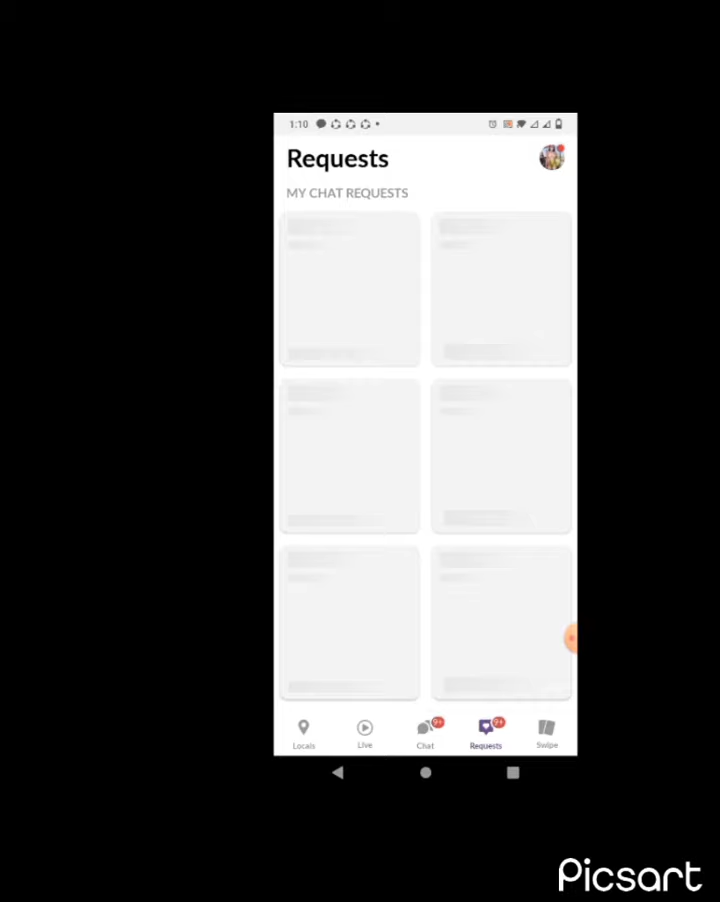 1:10
Requests
MY CHAT REQUESTS
9+
9+
Locals
Live
Chat
Requests
Swipe
Picsart